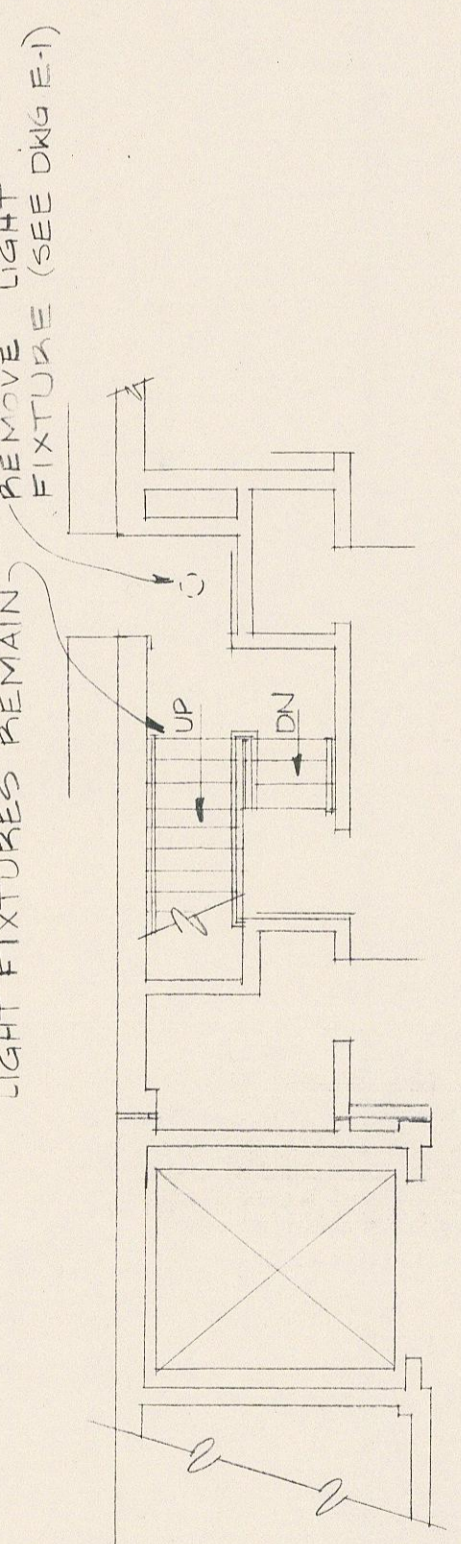 LIGHT FIXTURES REMAIN
REMOVE LIGHT
FIXTURE (SEE DWG E-1)
UP
DN